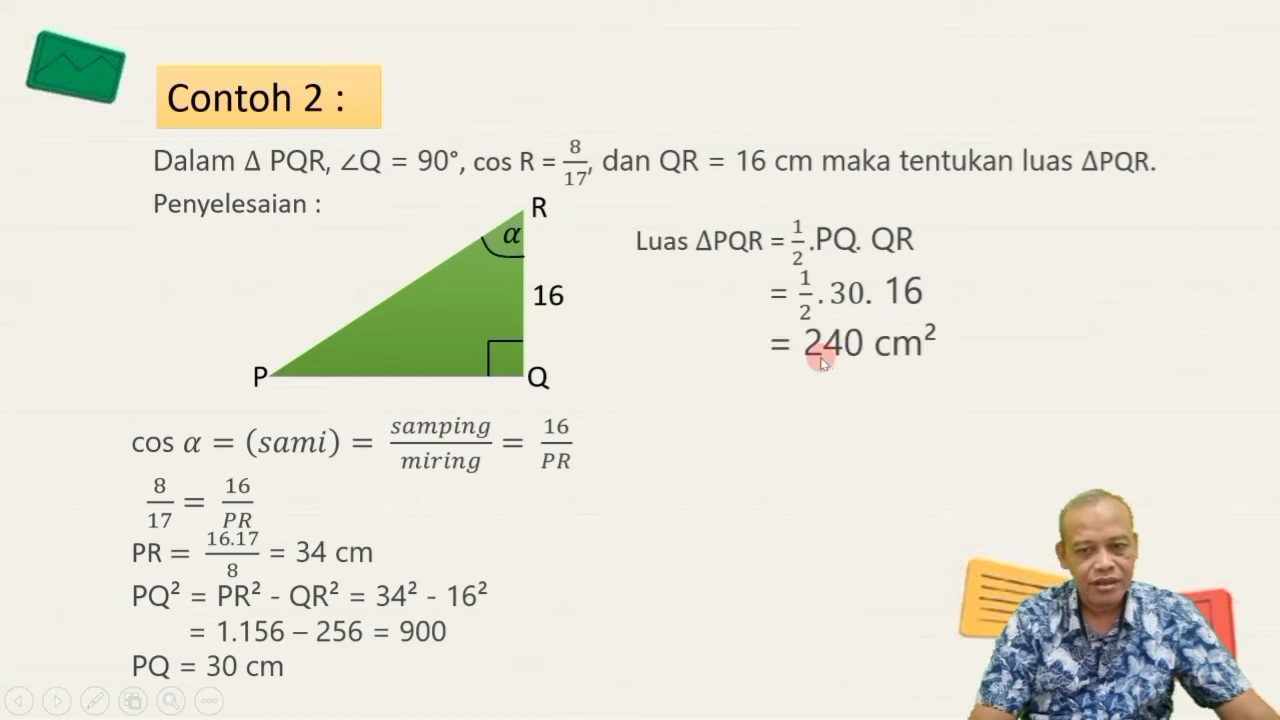 Contoh 2 :
Dalam Δ PQR, ∠Q = 90°, cos R = 8/17, dan QR = 16 cm maka tentukan luas ΔPQR.
Penyelesaian :
R
α
16
P
Q
cos α = (sami) = samping/miring = 16/PR
8/17 = 16/PR
PR = 16.17/8 = 34 cm
PQ² = PR² - QR² = 34² - 16²
= 1.156 – 256 = 900
PQ = 30 cm
Luas ΔPQR = 1/2 .PQ. QR
= 1/2 . 30. 16
= 240 cm²